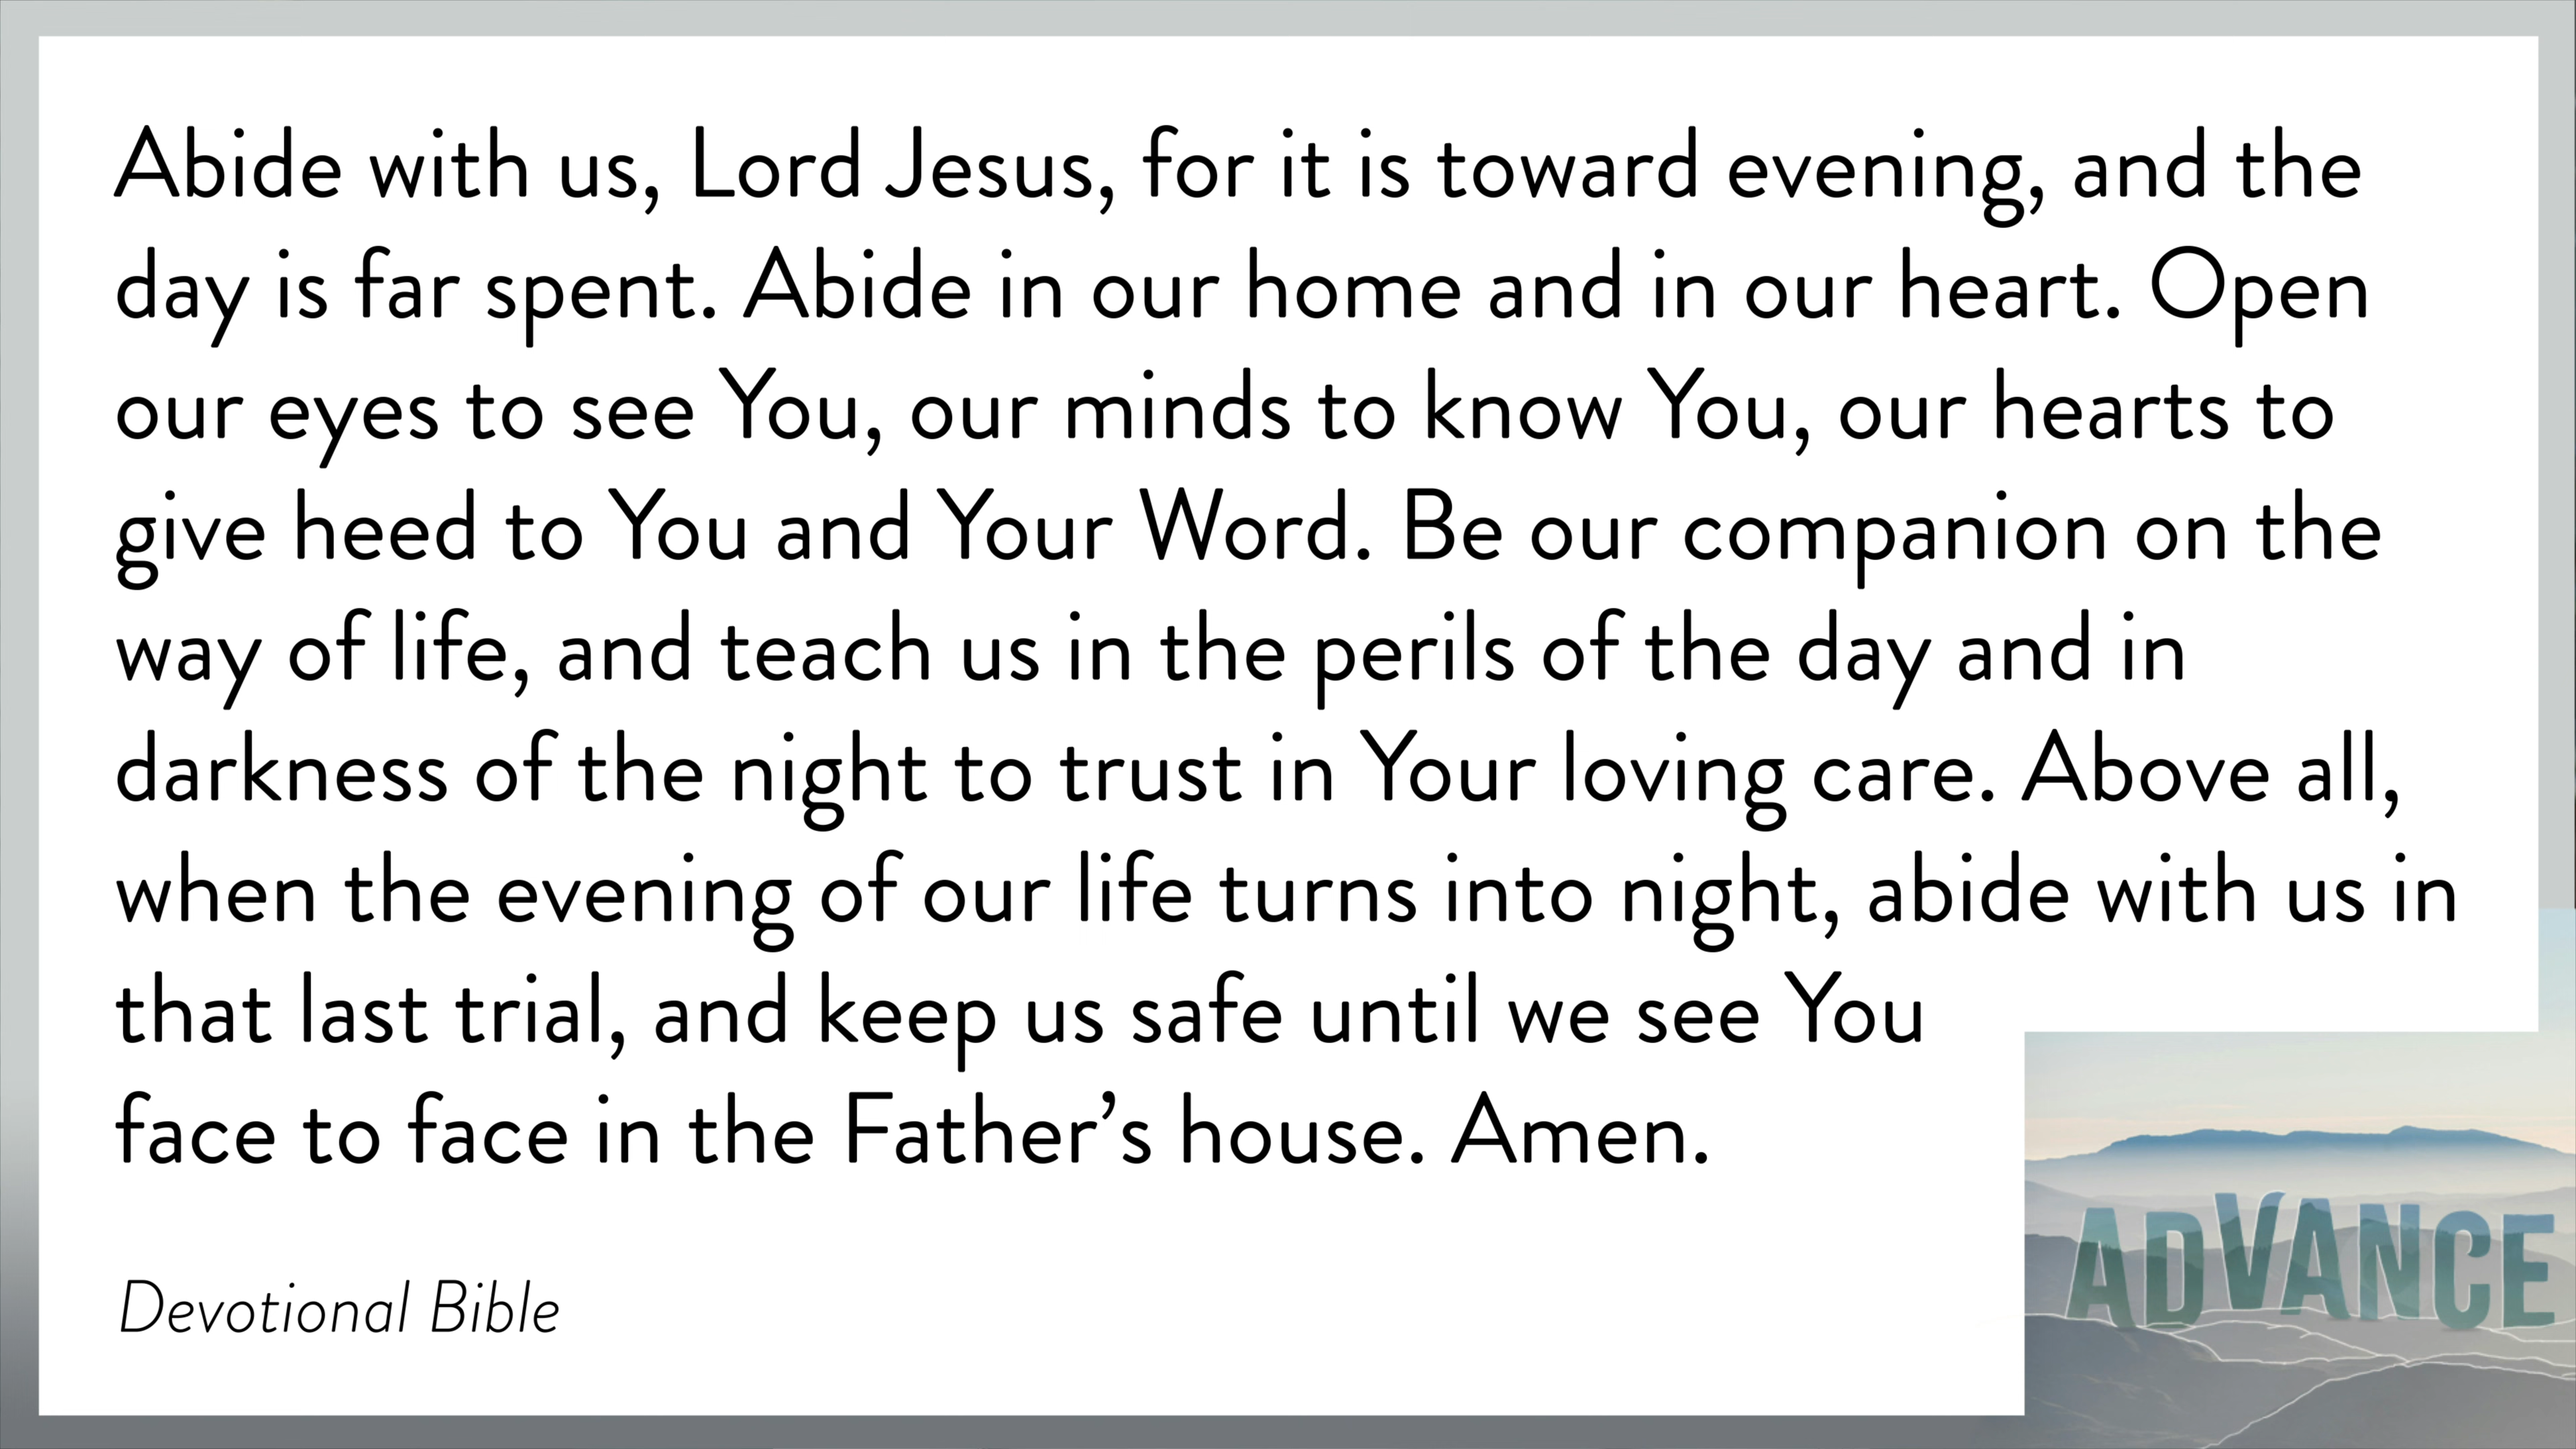 Abide with us, Lord Jesus, for it is toward evening, and the
day is far spent. Abide in our home and in our heart. Open
our eyes to see You, our minds to know You, our hearts to
give heed to You and Your Word. Be our companion on the
way of life, and teach us in the perils of the day and in
darkness of the night to trust in Your loving care. Above all,
when the evening of our life turns into night, abide with us in
that last trial, and keep us safe until we see You
face to face in the Father’s house. Amen.
Devotional Bible
ADVANCE